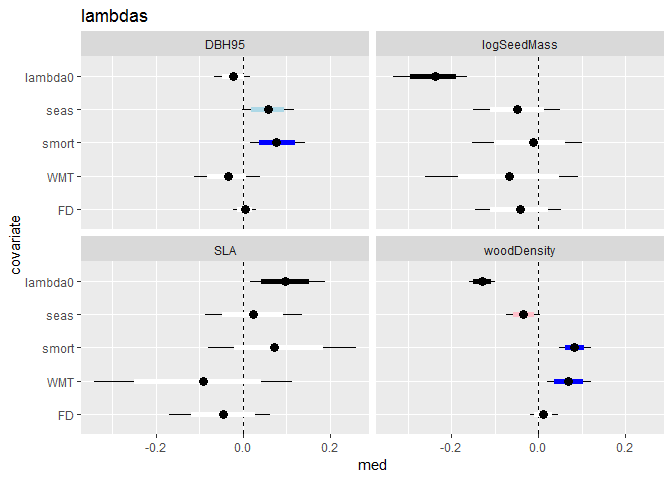 lambdas
DBH95
logSeedMass
lambda0
seas
smort
WMT
FD
covariate
SLA
woodDensity
lambda0
seas
smort
WMT
FD
-0.2
0.0
0.2
-0.2
0.0
0.2
med